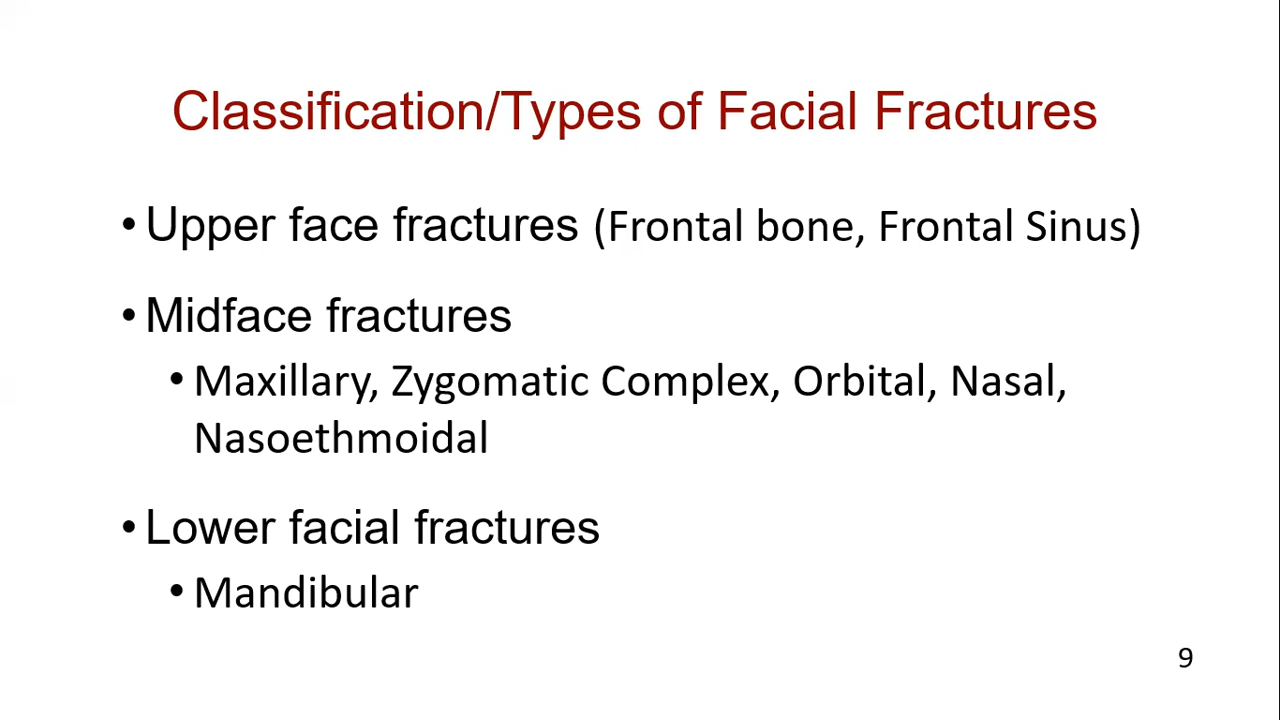 Classification/Types of Facial Fractures
• Upper face fractures (Frontal bone, Frontal Sinus)
• Midface fractures
• Maxillary, Zygomatic Complex, Orbital, Nasal,
Nasoethmoidal
• Lower facial fractures
• Mandibular
9